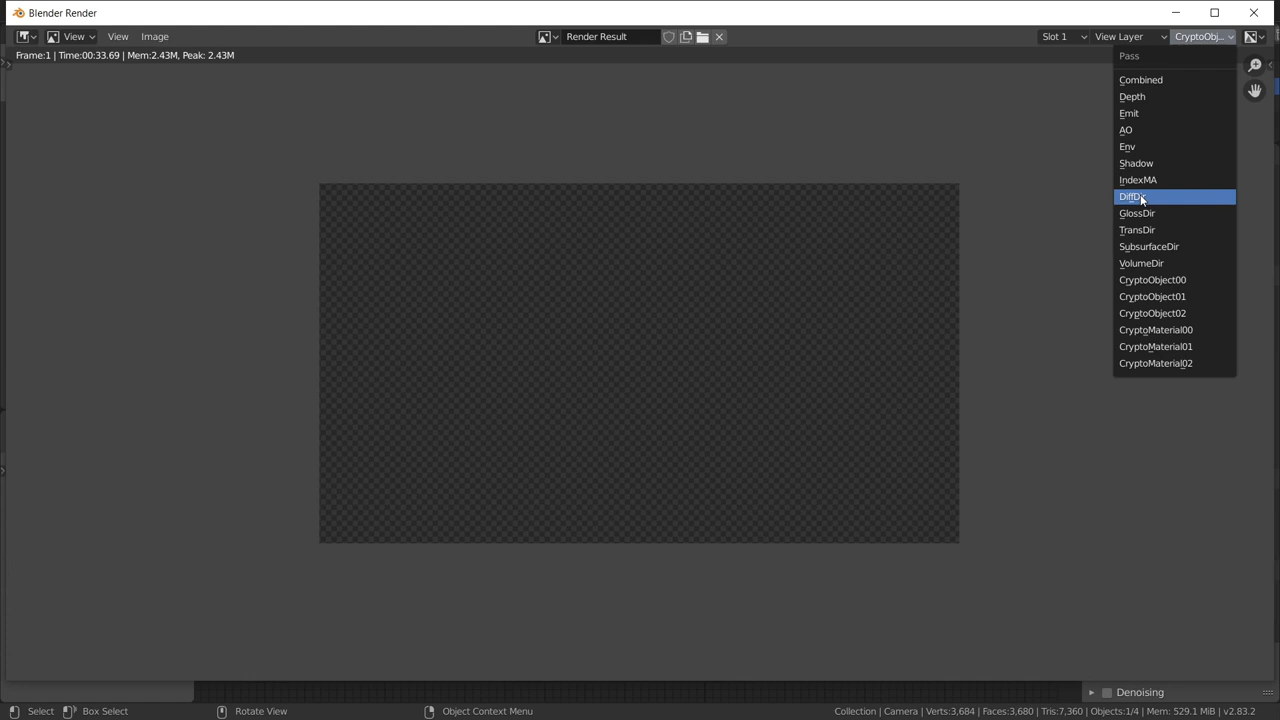 Blender Render
View View Image Render Result Slot 1 View Layer CryptoObj...
Frame:1 | Time:00:33.69 | Mem:2.43M, Peak: 2.43M
Pass
Combined
Depth
Emit
AO
Env
Shadow
IndexMA
DiffDir
GlossDir
TransDir
SubsurfaceDir
VolumeDir
CryptoObject00
CryptoObject01
CryptoObject02
CryptoMaterial00
CryptoMaterial01
CryptoMaterial02
Denoising
Select Box Select Rotate View Object Context Menu Collection | Camera | Verts:3,684 | Faces:3,680 | Tris:7,360 | Objects:1/4 | Mem: 529.1 MiB | v2.83.2